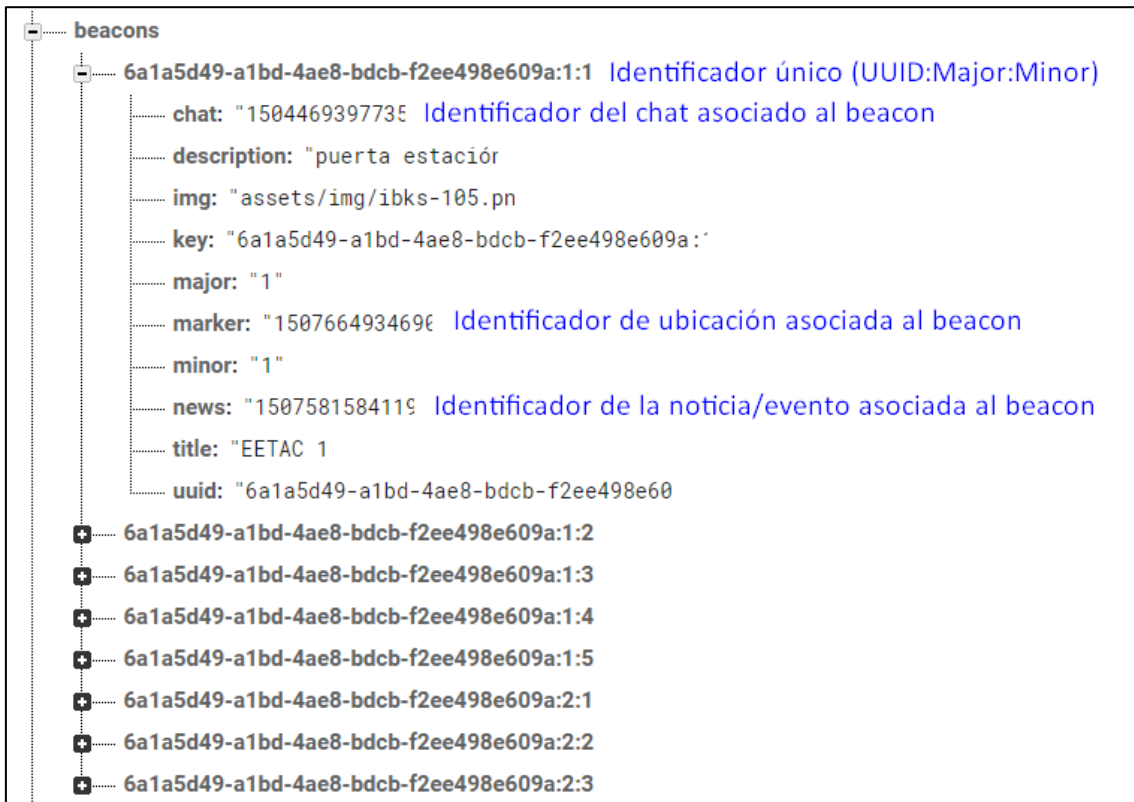 beacons
6a1a5d49-a1bd-4ae8-bdcb-f2ee498e609a:1:1 Identificador único (UUID:Major:Minor)
chat: "1504469397735 Identificador del chat asociado al beacon
description: "puerta estación
img: "assets/img/ibks-105.pn
key: "6a1a5d49-a1bd-4ae8-bdcb-f2ee498e609a:
major: "1"
marker: "1507664934690 Identificador de ubicación asociada al beacon
minor: "1"
news: "1507581584119 Identificador de la noticia/evento asociada al beacon
title: "EETAC 1
uuid: "6a1a5d49-a1bd-4ae8-bdcb-f2ee498e60
6a1a5d49-a1bd-4ae8-bdcb-f2ee498e609a:1:2
6a1a5d49-a1bd-4ae8-bdcb-f2ee498e609a:1:3
6a1a5d49-a1bd-4ae8-bdcb-f2ee498e609a:1:4
6a1a5d49-a1bd-4ae8-bdcb-f2ee498e609a:1:5
6a1a5d49-a1bd-4ae8-bdcb-f2ee498e609a:2:1
6a1a5d49-a1bd-4ae8-bdcb-f2ee498e609a:2:2
6a1a5d49-a1bd-4ae8-bdcb-f2ee498e609a:2:3